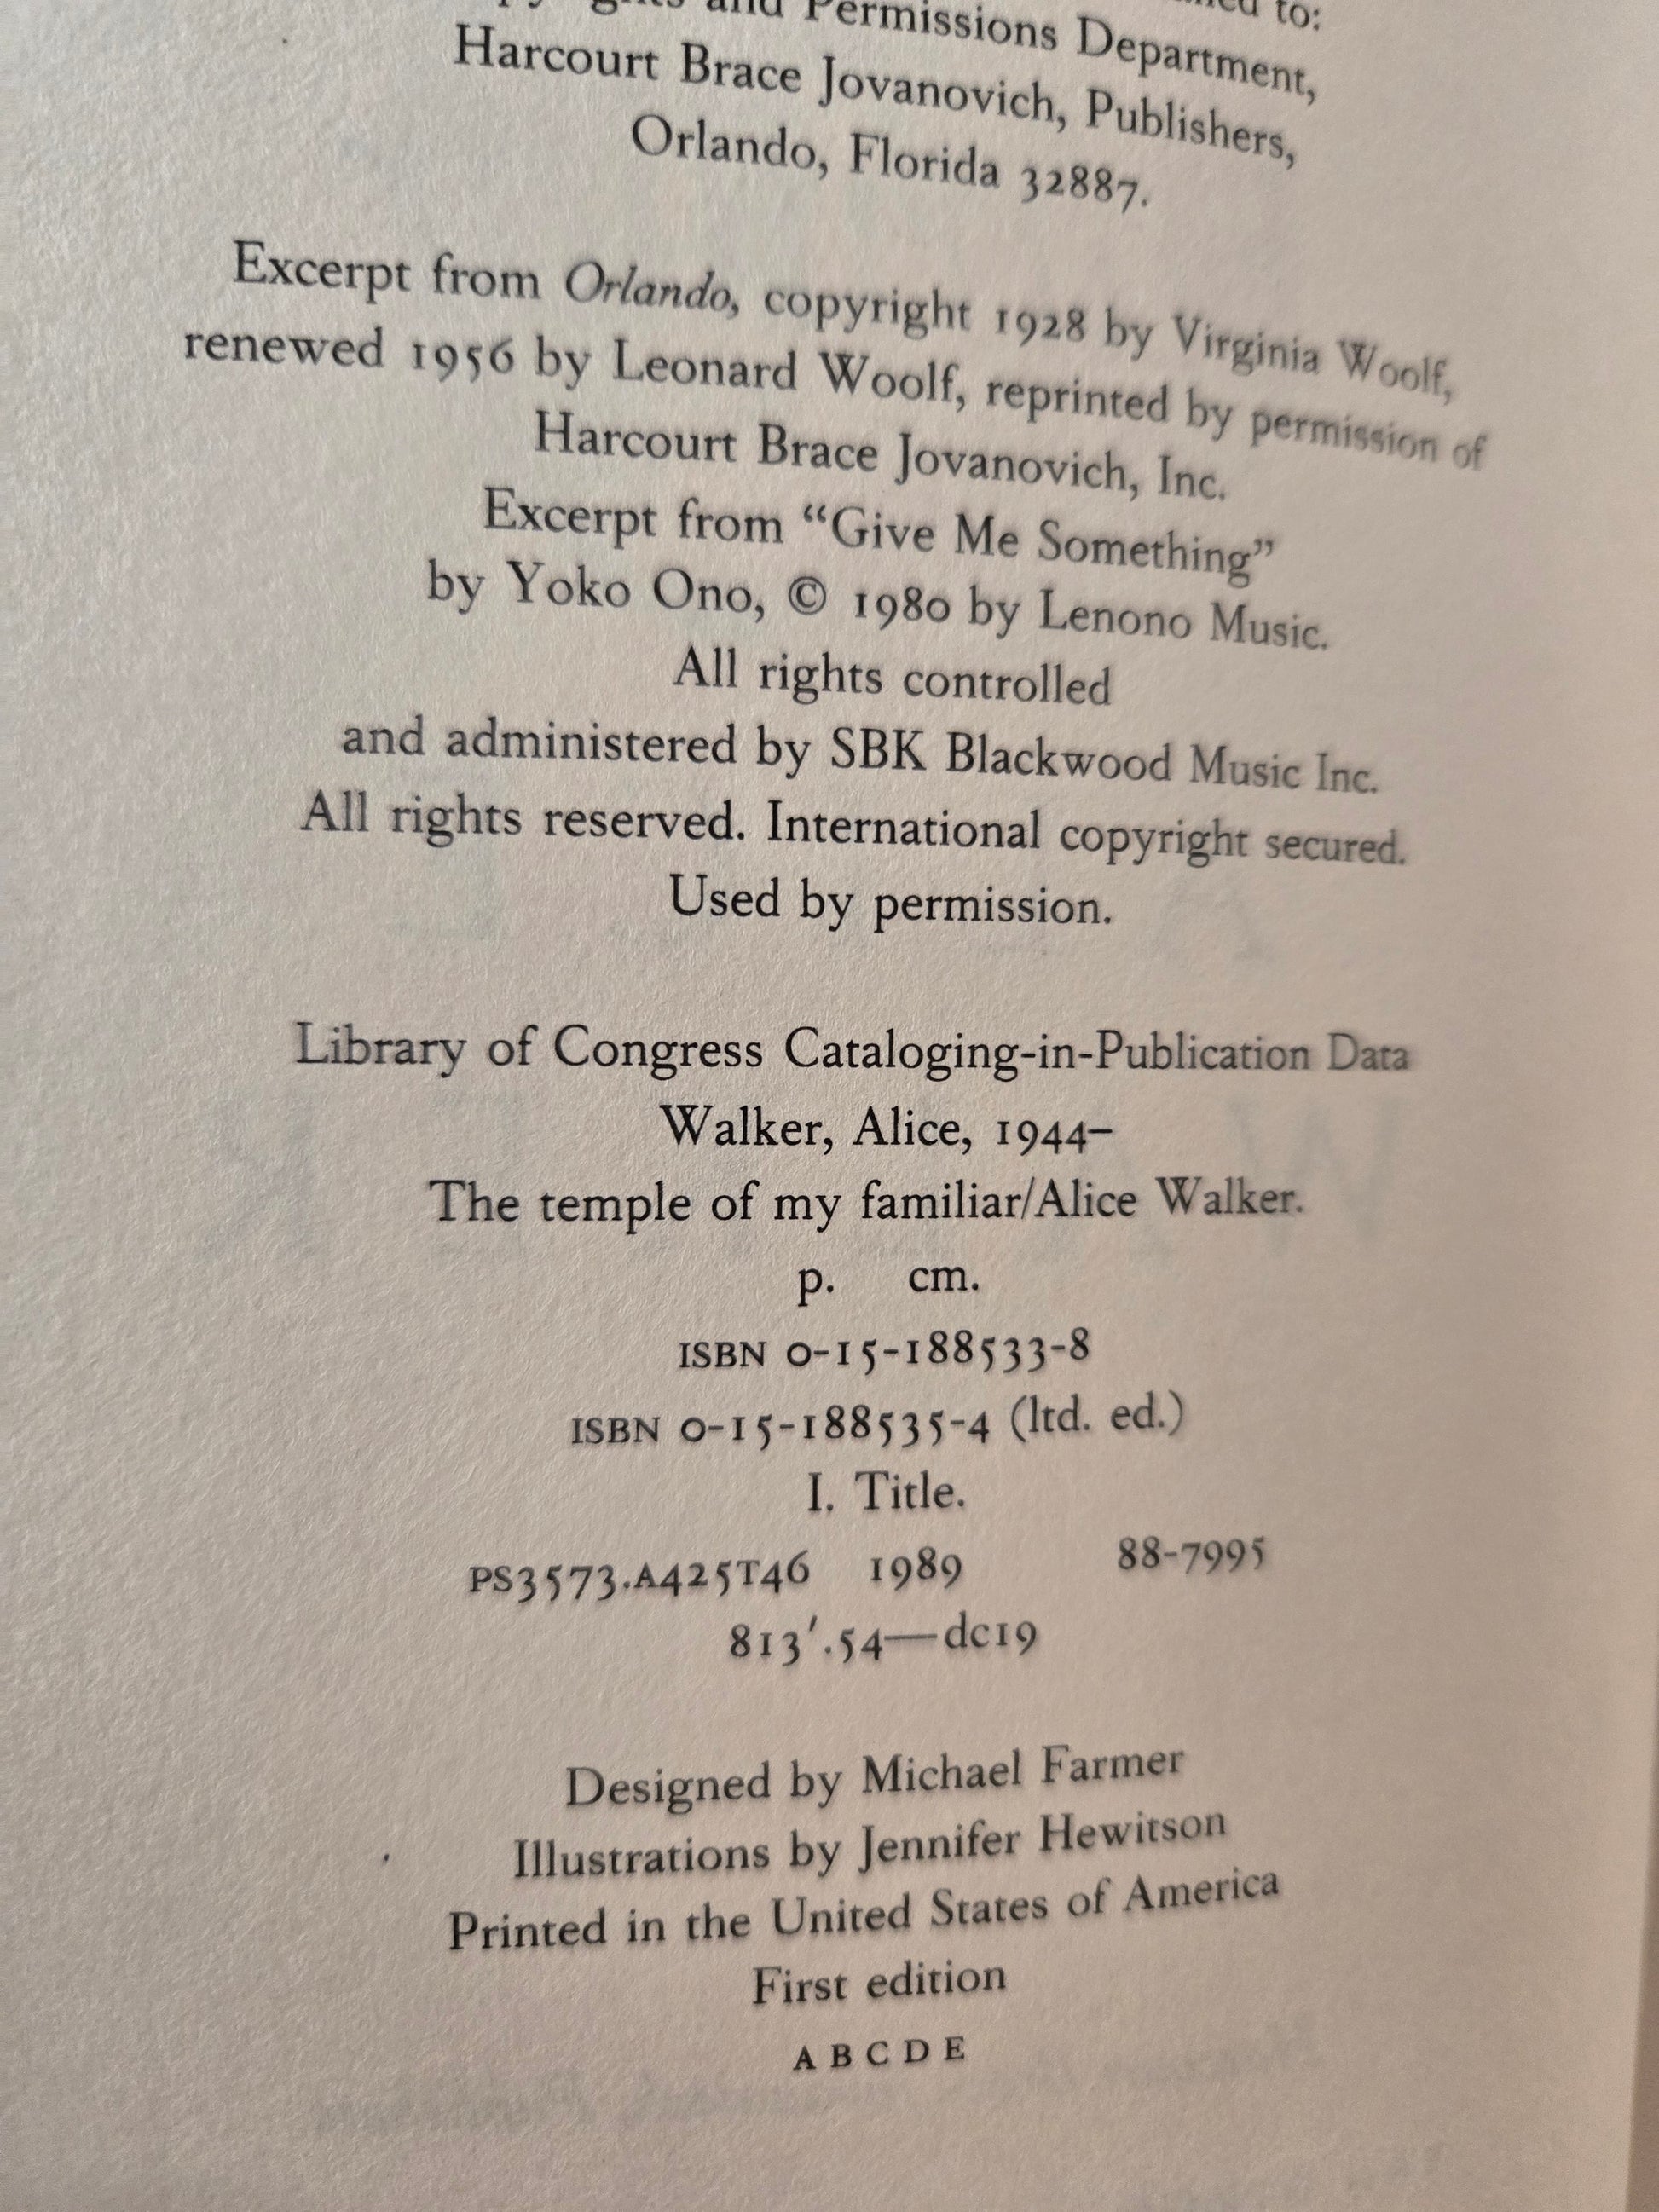 and Permissions Department,
Harcourt Brace Jovanovich, Publishers,
Orlando, Florida 32887.
Excerpt from Orlando, copyright 1928 by Virginia Woolf,
renewed 1956 by Leonard Woolf, reprinted by permission of
Harcourt Brace Jovanovich, Inc.
Excerpt from “Give Me Something”
by Yoko Ono, © 1980 by Lenono Music.
All rights controlled
and administered by SBK Blackwood Music Inc.
All rights reserved. International copyright secured.
Used by permission.
Library of Congress Cataloging-in-Publication Data
Walker, Alice, 1944–
The temple of my familiar/Alice Walker.
p. cm.
ISBN 0-15-188533-8
ISBN 0-15-188535-4 (ltd. ed.)
I. Title.
PS3573.A425T46 1989 88-7995
813′.54—dc19
Designed by Michael Farmer
Illustrations by Jennifer Hewitson
Printed in the United States of America
First edition
A B C D E